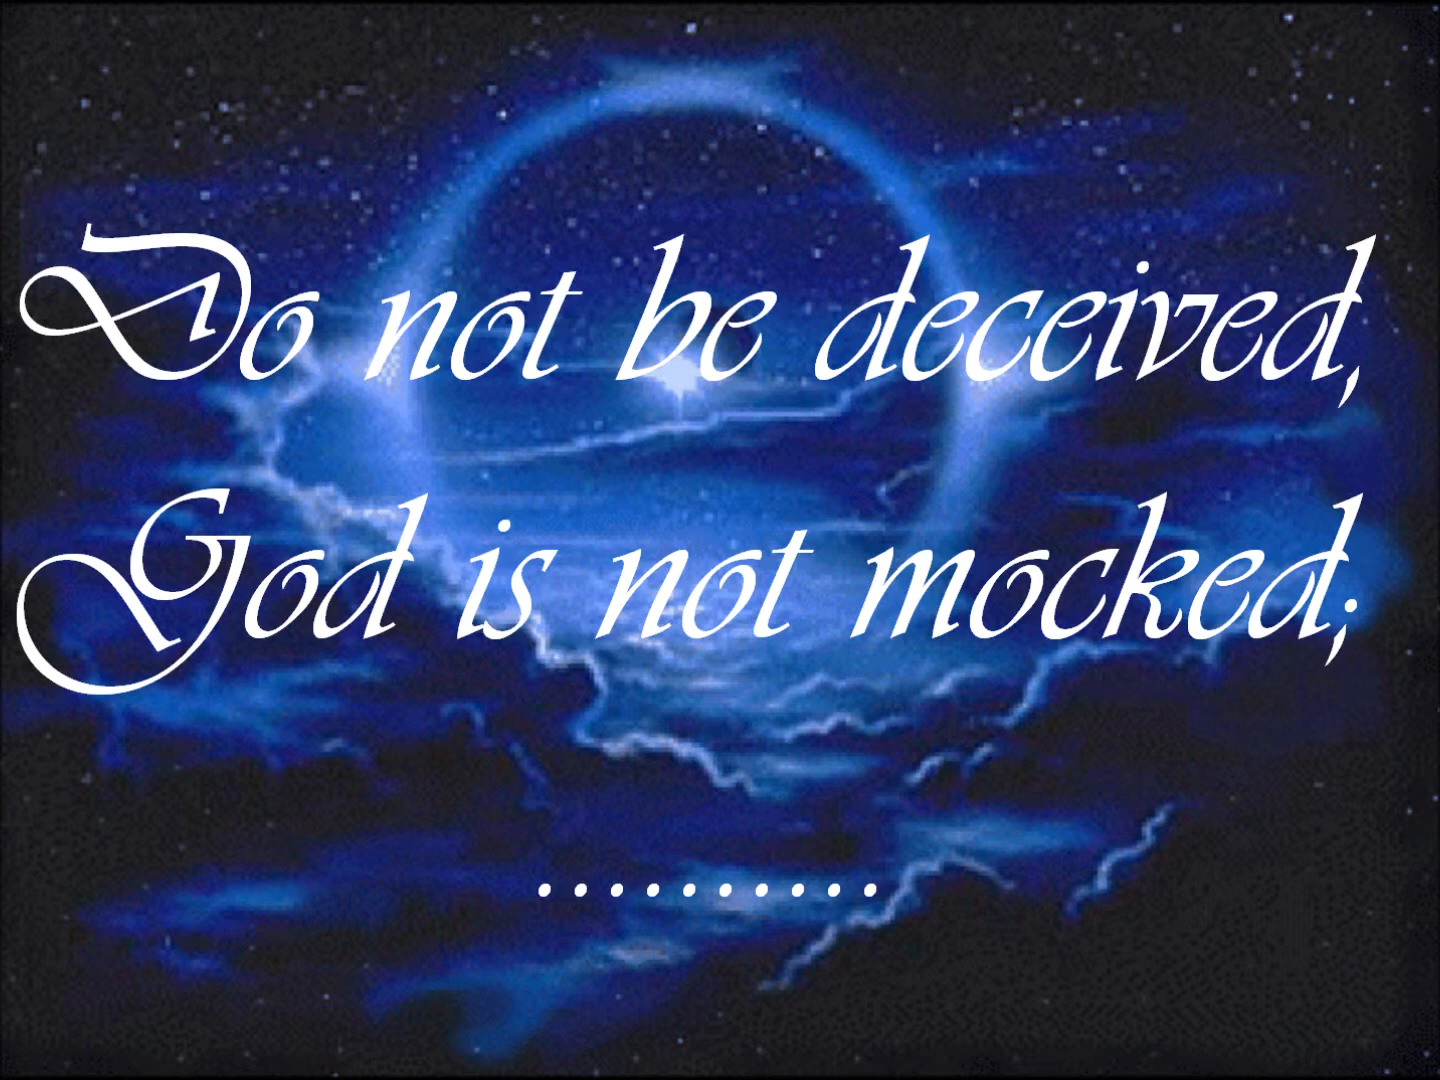 Do not be deceived,
God is not mocked;
..........